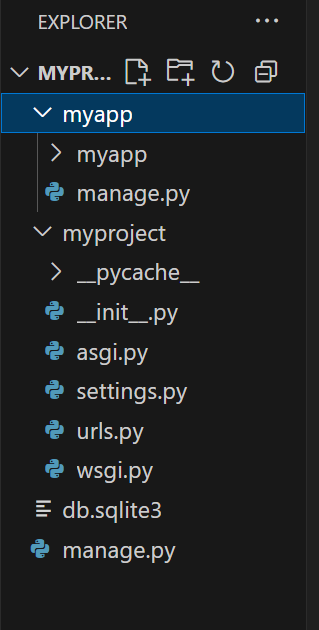 EXPLORER
MYPR...
myapp
myapp
manage.py
myproject
__pycache__
__init__.py
asgi.py
settings.py
urls.py
wsgi.py
db.sqlite3
manage.py